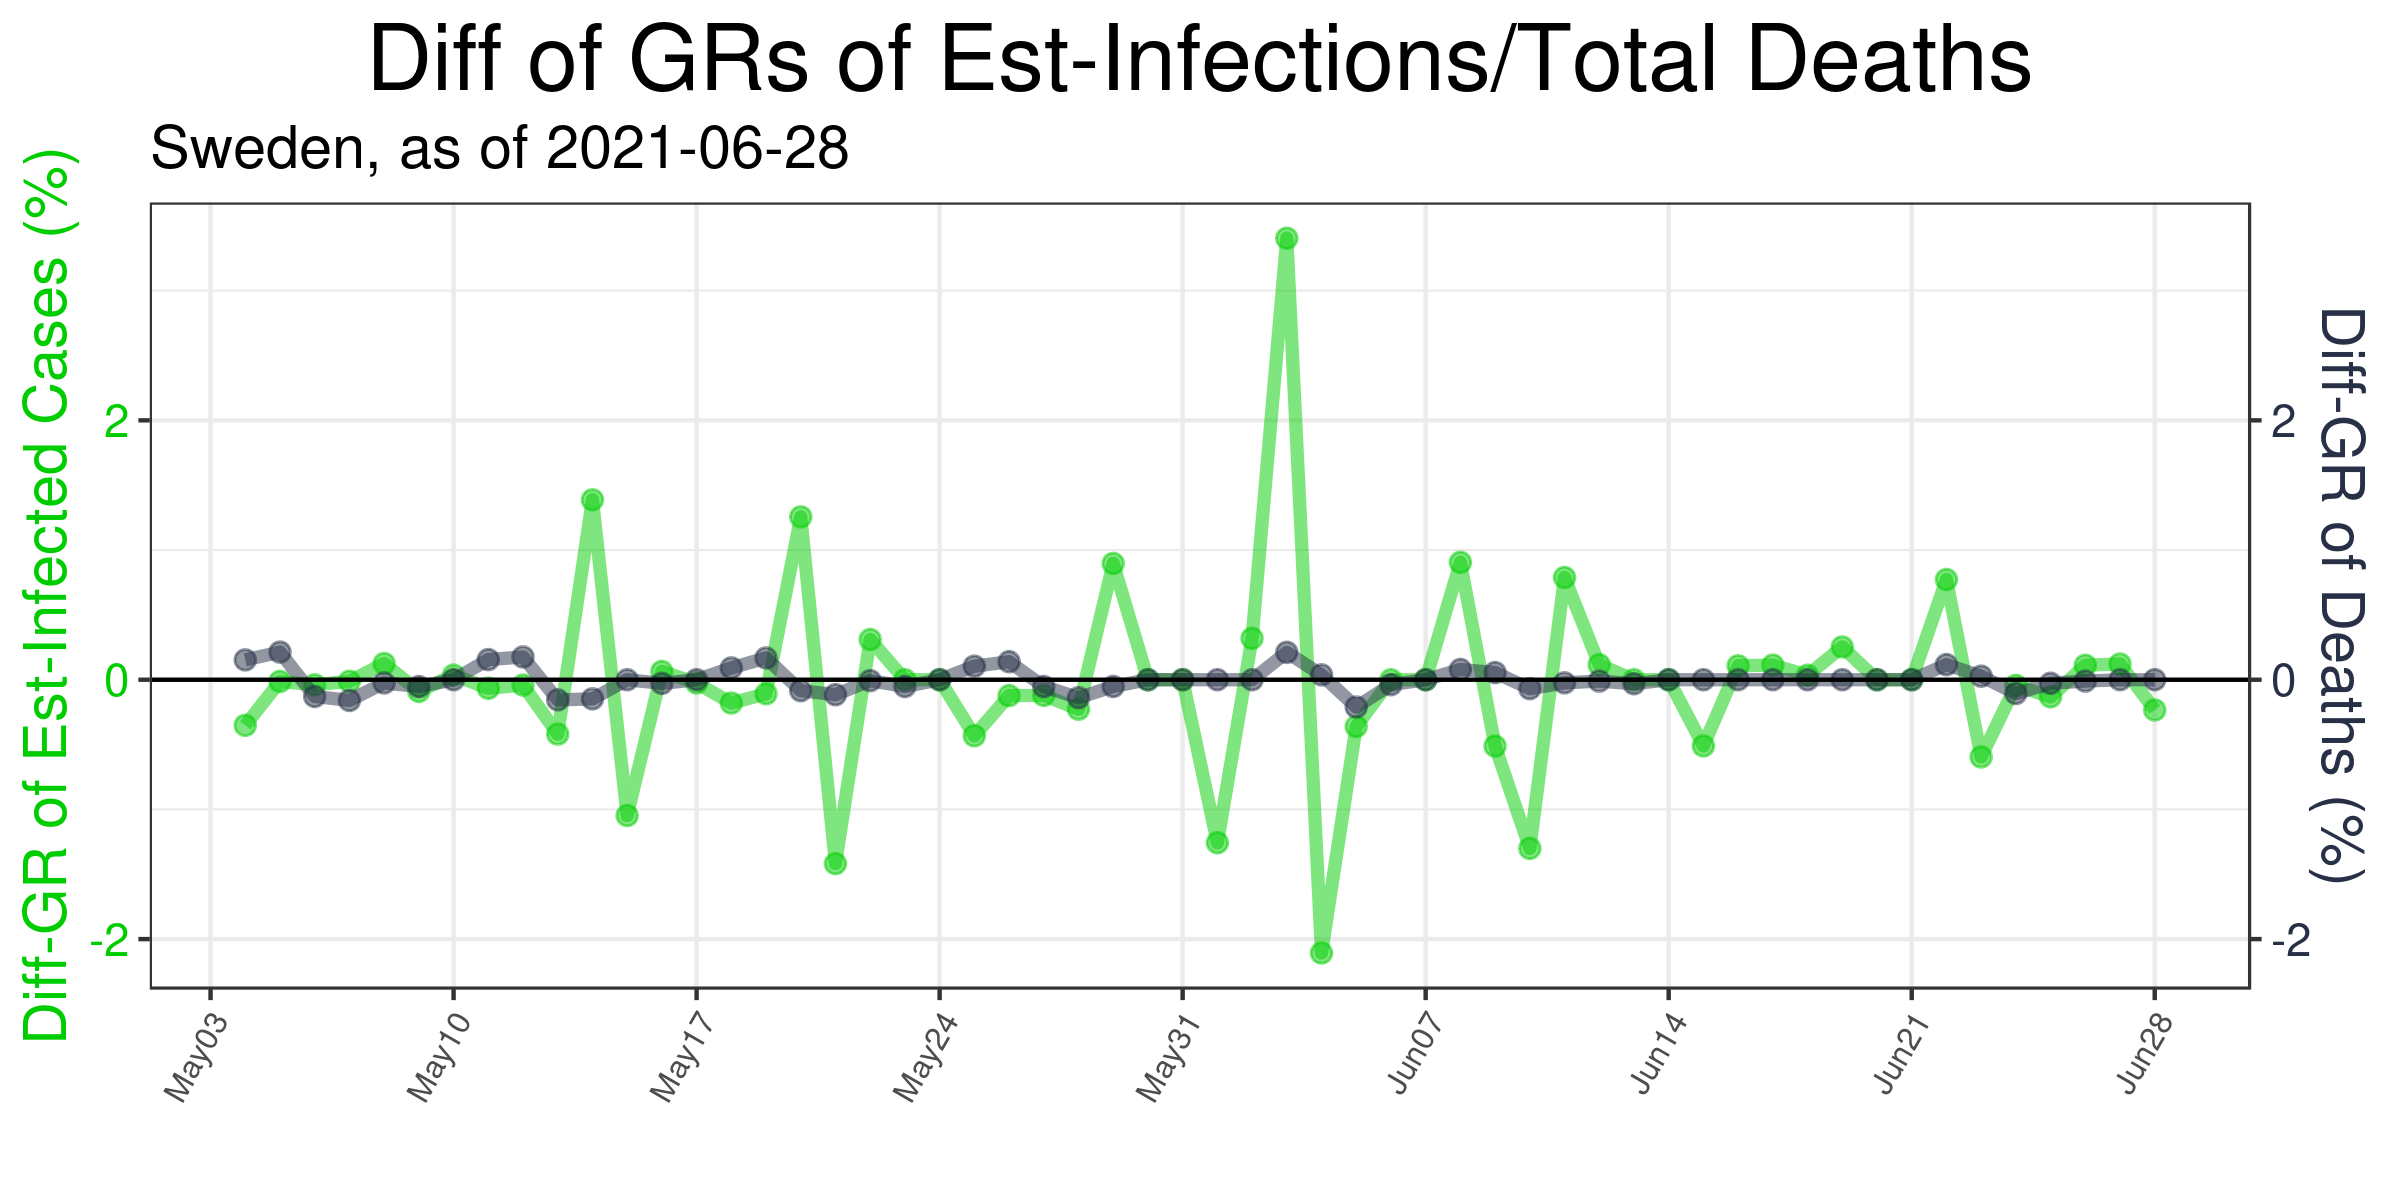 Diff of GRs of Est-Infections/Total Deaths
Sweden, as of 2021-06-28
Diff-GR of Est-Infected Cases (%)
2
0
-2
2
0
-2
Diff-GR of Deaths (%)
May03
May10
May17
May24
May31
Jun07
Jun14
Jun21
Jun28